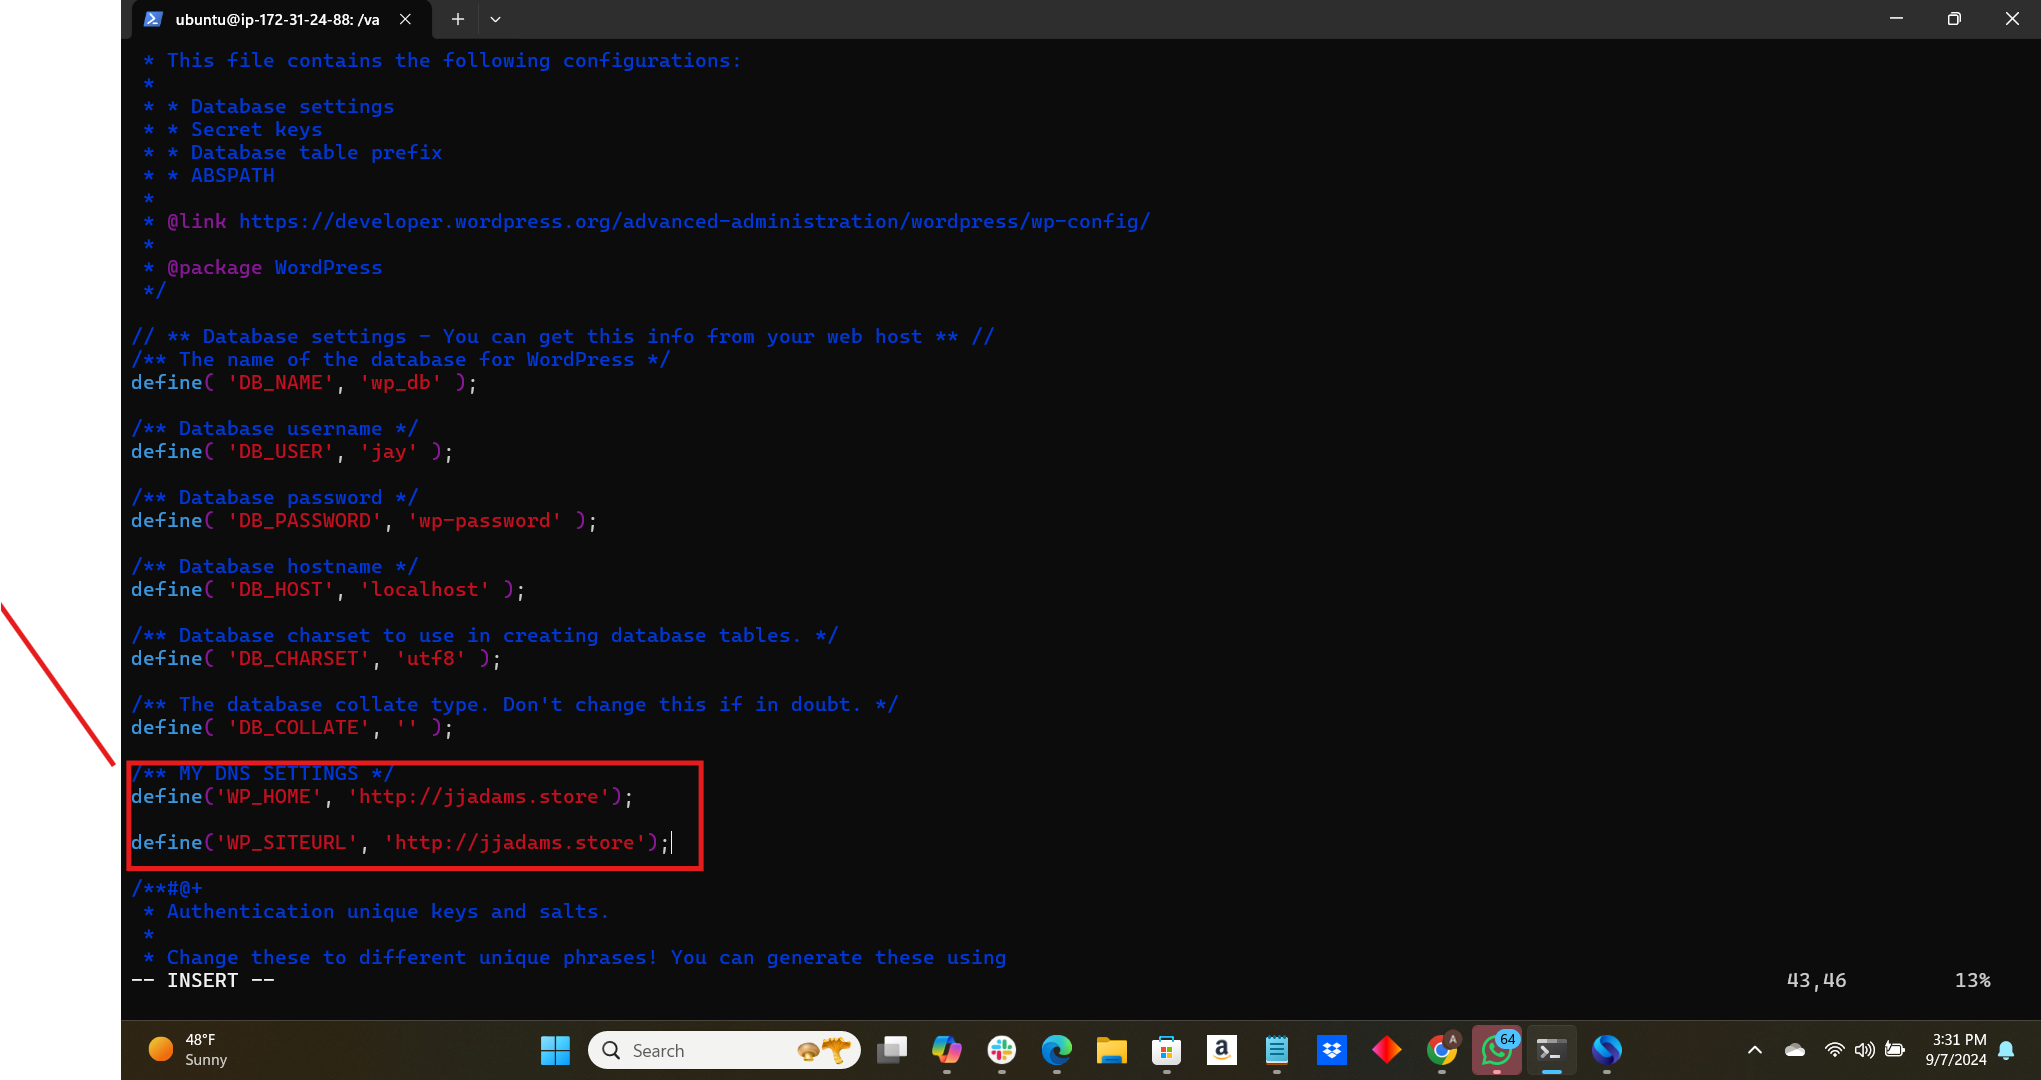 ubuntu@ip-172-31-24-88: /va
* This file contains the following configurations:
*
* * Database settings
* * Secret keys
* * Database table prefix
* * ABSPATH
*
* @link https://developer.wordpress.org/advanced-administration/wordpress/wp-config/
*
* @package WordPress
*/
// ** Database settings - You can get this info from your web host ** //
/** The name of the database for WordPress */
define( 'DB_NAME', 'wp_db' );
/** Database username */
define( 'DB_USER', 'jay' );
/** Database password */
define( 'DB_PASSWORD', 'wp-password' );
/** Database hostname */
define( 'DB_HOST', 'localhost' );
/** Database charset to use in creating database tables. */
define( 'DB_CHARSET', 'utf8' );
/** The database collate type. Don't change this if in doubt. */
define( 'DB_COLLATE', '' );
/** MY DNS SETTINGS */
define('WP_HOME', 'http://jjadams.store');
define('WP_SITEURL', 'http://jjadams.store');
/**#@+
* Authentication unique keys and salts.
*
* Change these to different unique phrases! You can generate these using
-- INSERT -- 43,46 13%
48°F
Sunny
Search
a
A
64
3:31 PM
9/7/2024